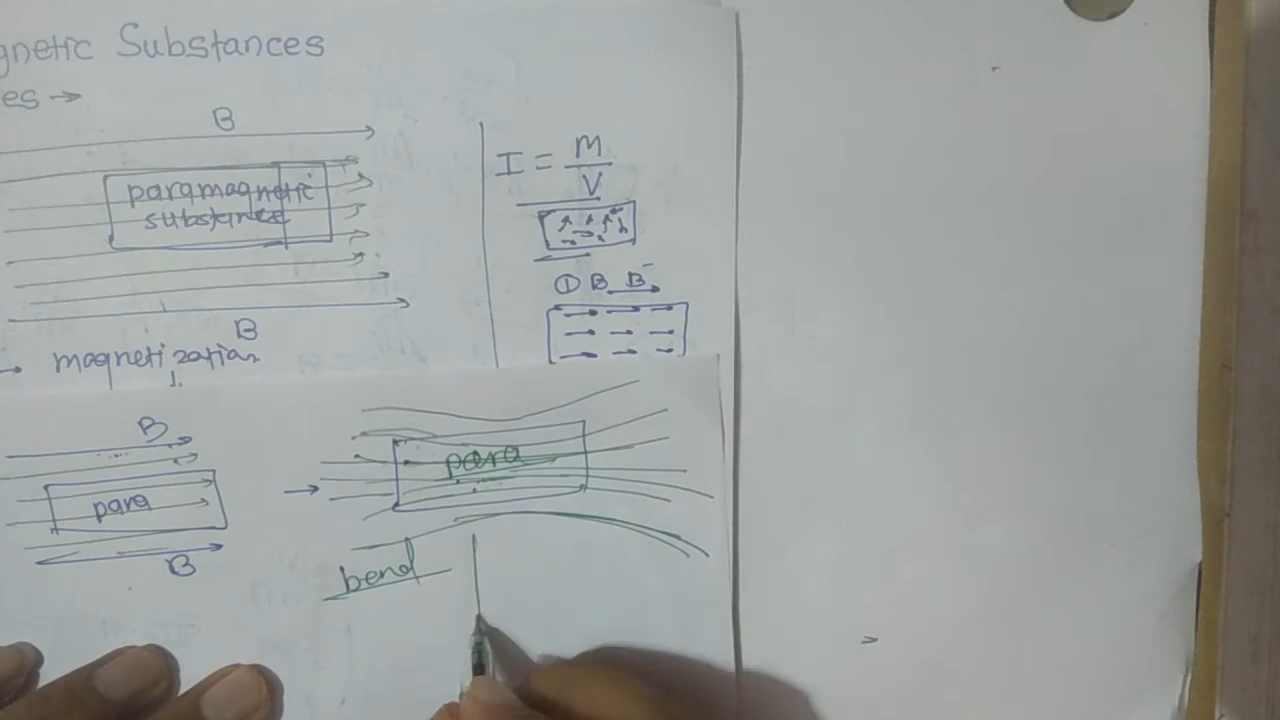 gnetic Substances
es →
B
paramagnetic
substance
B
→ magnetization
I = M/V
① B B
B
para
B
→
para
bend